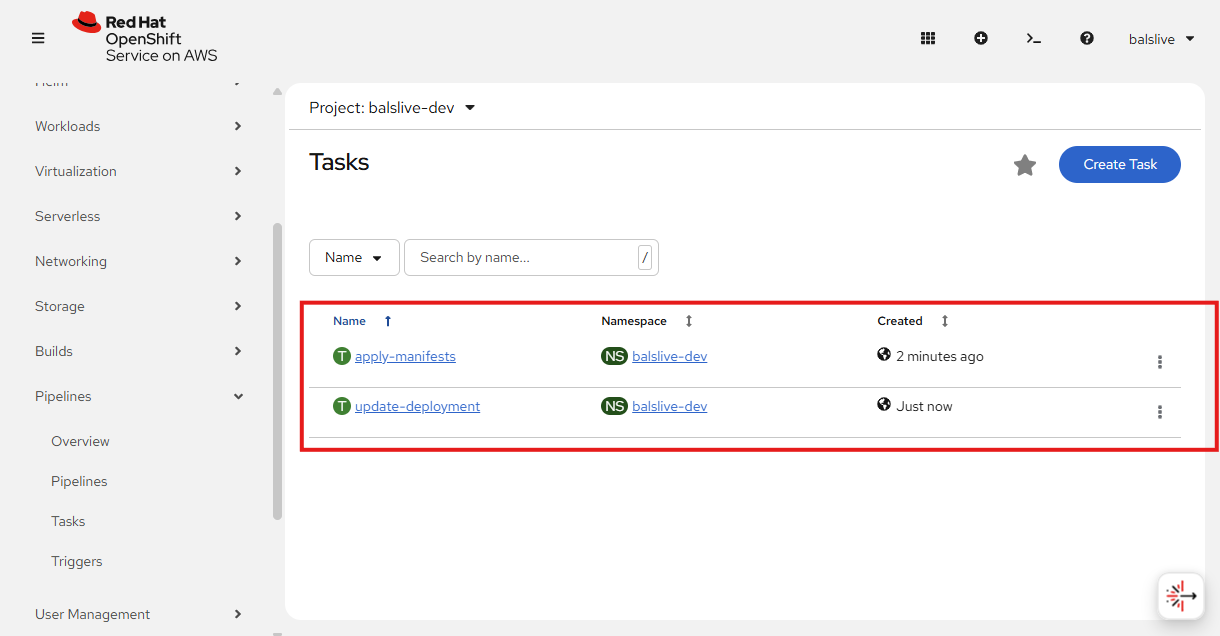 Red Hat
OpenShift
Service on AWS
balslive
Helm
Workloads
Virtualization
Serverless
Networking
Storage
Builds
Pipelines
Overview
Pipelines
Tasks
Triggers
User Management
Project: balslive-dev
Tasks
Create Task
Name
Search by name...
/
Name Namespace Created
T apply-manifests NS balslive-dev 2 minutes ago
T update-deployment NS balslive-dev Just now